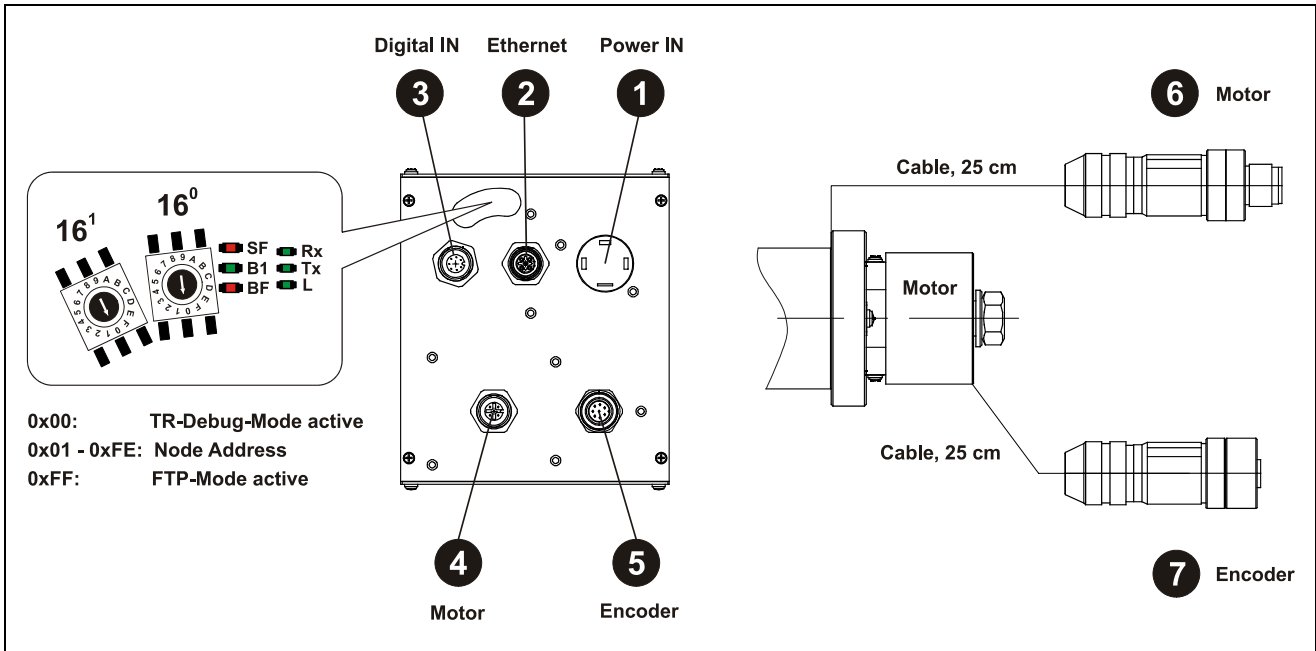 Digital IN
Ethernet
Power IN
3
2
1
6
Motor
Cable, 25 cm
16¹
16⁰
789ABCDEF0123456
789ABCDEF0123456
SF
Rx
B1
Tx
BF
L
Motor
0x00: TR-Debug-Mode active
0x01 - 0xFE: Node Address
0xFF: FTP-Mode active
Cable, 25 cm
4
5
Motor
Encoder
7
Encoder